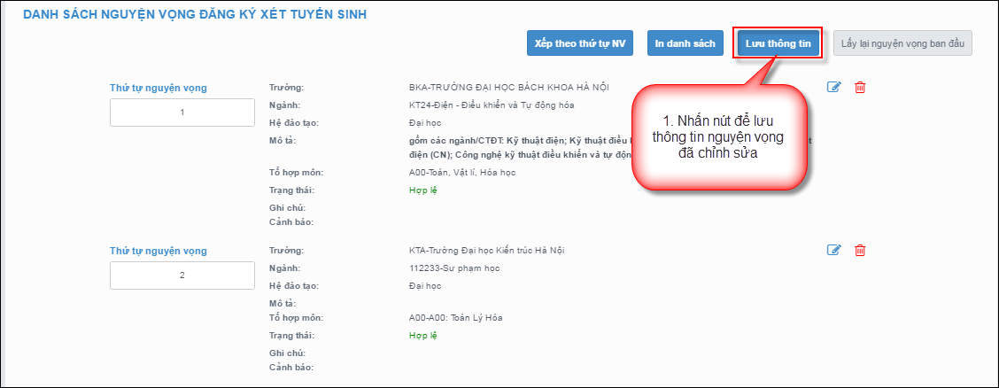 DANH SÁCH NGUYỆN VỌNG ĐĂNG KÝ XÉT TUYỂN SINH
Xếp theo thứ tự NV
In danh sách
Lưu thông tin
Lấy lại nguyện vọng ban đầu
Thứ tự nguyện vọng
1
Trường: BKA-TRƯỜNG ĐẠI HỌC BÁCH KHOA HÀ NỘI
Ngành: KT24-Điện - Điều khiển và Tự động hóa
Hệ đào tạo: Đại học
Mô tả: gồm các ngành/CTĐT: Kỹ thuật điện; Kỹ thuật điều
điện (CN); Công nghệ kỹ thuật điều khiển và tự
Tổ hợp môn: A00-Toán, Vật lí, Hóa học
Trạng thái: Hợp lệ
Ghi chú:
Cảnh báo:
1. Nhấn nút để lưu
thông tin nguyện vọng
đã chỉnh sửa
Thứ tự nguyện vọng
2
Trường: KTA-Trường Đại học Kiến trúc Hà Nội
Ngành: 112233-Sư phạm học
Hệ đào tạo: Đại học
Mô tả:
Tổ hợp môn: A00-A00: Toán Lý Hóa
Trạng thái: Hợp lệ
Ghi chú:
Cảnh báo: